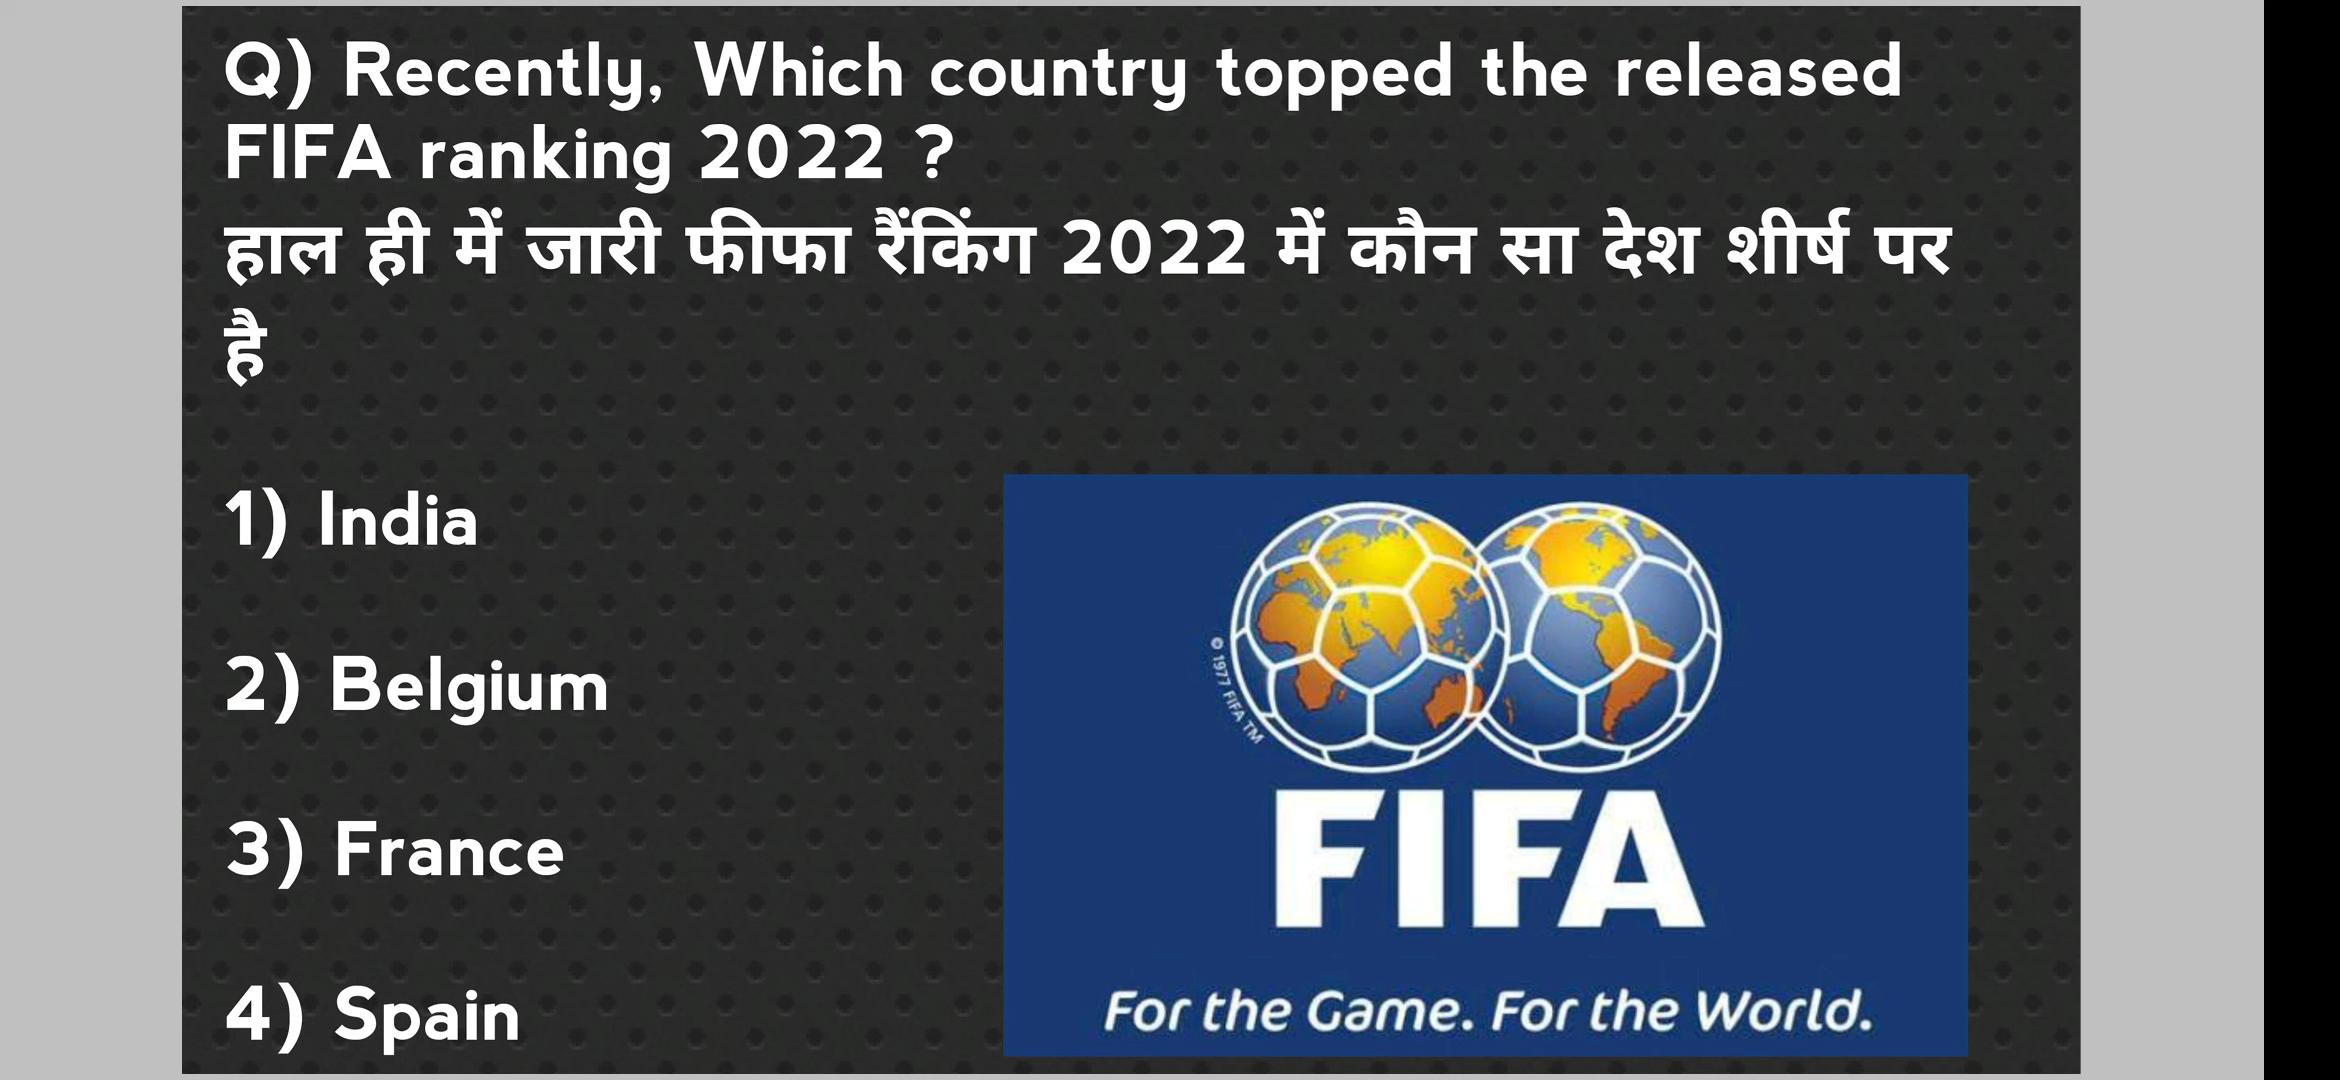 Q) Recently, Which country topped the released
FIFA ranking 2022 ?
हाल ही में जारी फीफा रैंकिंग 2022 में कौन सा देश शीर्ष पर
है
1) India
2) Belgium
3) France
4) Spain
© 1977 FIFA TM
FIFA
For the Game. For the World.